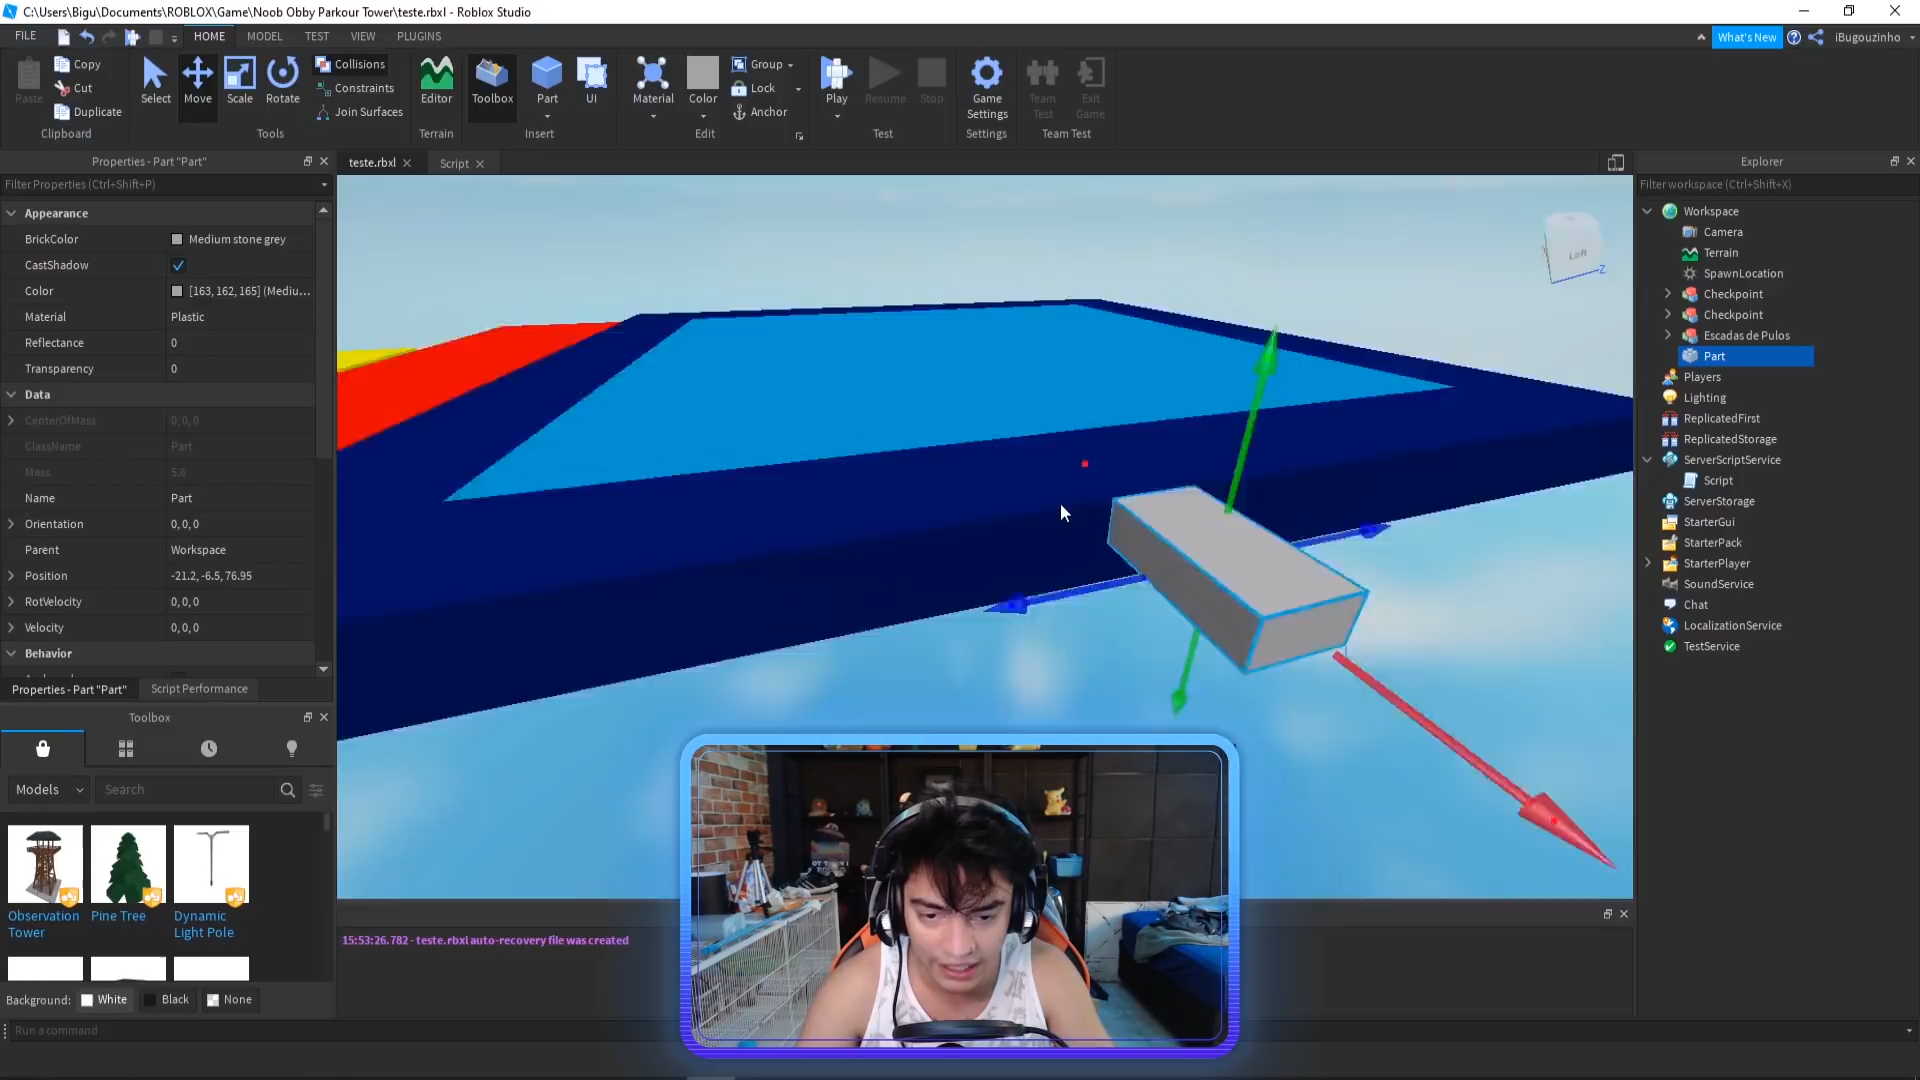 C:\Users\Bigu\Documents\ROBLOX\Game\Noob Obby Parkour Tower\teste.rbxl - Roblox Studio
FILE HOME MODEL TEST VIEW PLUGINS What's New iBugouzinho
Paste Copy Cut Duplicate
Select Move Scale Rotate
Collisions Constraints Join Surfaces
Editor Toolbox Part UI
Material Color Group Lock Anchor
Play Resume Stop
Game Settings
Team Test
Exit Game
Clipboard Tools Terrain Insert Edit Test Settings Team Test
Properties - Part "Part"
Filter Properties (Ctrl+Shift+P)
Appearance
BrickColor Medium stone grey
CastShadow
Color [163, 162, 165] (Mediu...
Material Plastic
Reflectance 0
Transparency 0
Data
CenterOfMass 0, 0, 0
ClassName Part
Mass 5.6
Name Part
Orientation 0, 0, 0
Parent Workspace
Position -21.2, -6.5, 76.95
RotVelocity 0, 0, 0
Velocity 0, 0, 0
Behavior
Properties - Part "Part" Script Performance
Toolbox
Models Search
Observation Tower
Pine Tree
Dynamic Light Pole
Background: White Black None
Run a command
teste.rbxl Script
Left
Z
15:53:26.782 - teste.rbxl auto-recovery file was created
Explorer
Filter workspace (Ctrl+Shift+X)
Workspace
Camera
Terrain
SpawnLocation
Checkpoint
Checkpoint
Escadas de Pulos
Part
Players
Lighting
ReplicatedFirst
ReplicatedStorage
ServerScriptService
Script
ServerStorage
StarterGui
StarterPack
StarterPlayer
SoundService
Chat
LocalizationService
TestService